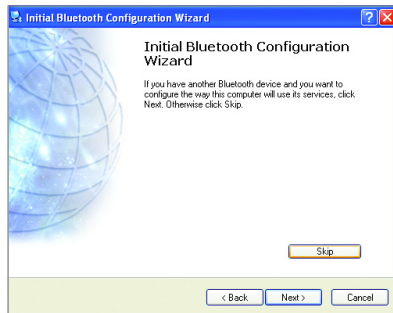 Initial Bluetooth Configuration Wizard
Initial Bluetooth Configuration
Wizard
If you have another Bluetooth device and you want to
configure the way this computer will use its services, click
Next. Otherwise click Skip.
Skip
< Back Next > Cancel